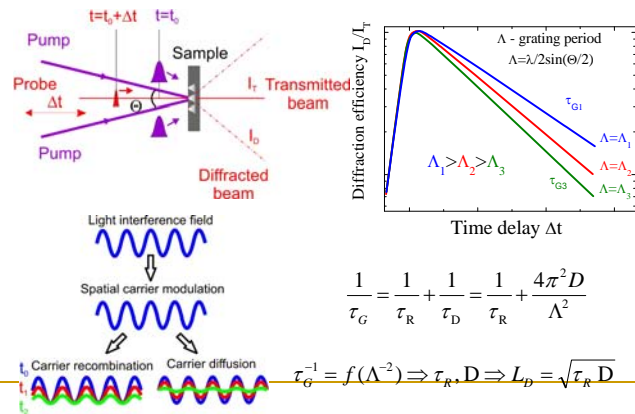 t=t₀+Δt t=t₀
Sample
Pump
Probe
Δt
Θ
I_T
Transmitted
beam
I_D
Pump
Diffracted
beam
Diffraction efficiency I_D/I_T
Λ - grating period
Λ=λ/2sin(Θ/2)
τ_G1
Λ=Λ₁
Λ₁>Λ₂>Λ₃
Λ=Λ₂
τ_G3
Λ=Λ₃
Time delay Δt
Light interference field
Spatial carrier modulation
Carrier recombination
Carrier diffusion
t₀
t₁
t₂
1/τ_G = 1/τ_R + 1/τ_D = 1/τ_R + 4π²D/Λ²
τ_G⁻¹ = f(Λ⁻²) ⇒ τ_R, D ⇒ L_D = √(τ_R D)